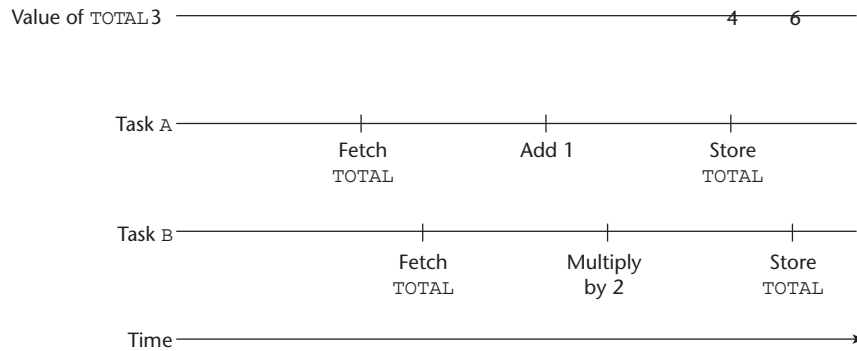 Value of TOTAL 3 4 6
Task A
Fetch Add 1 Store
TOTAL TOTAL
Task B
Fetch Multiply Store
TOTAL by 2 TOTAL
Time